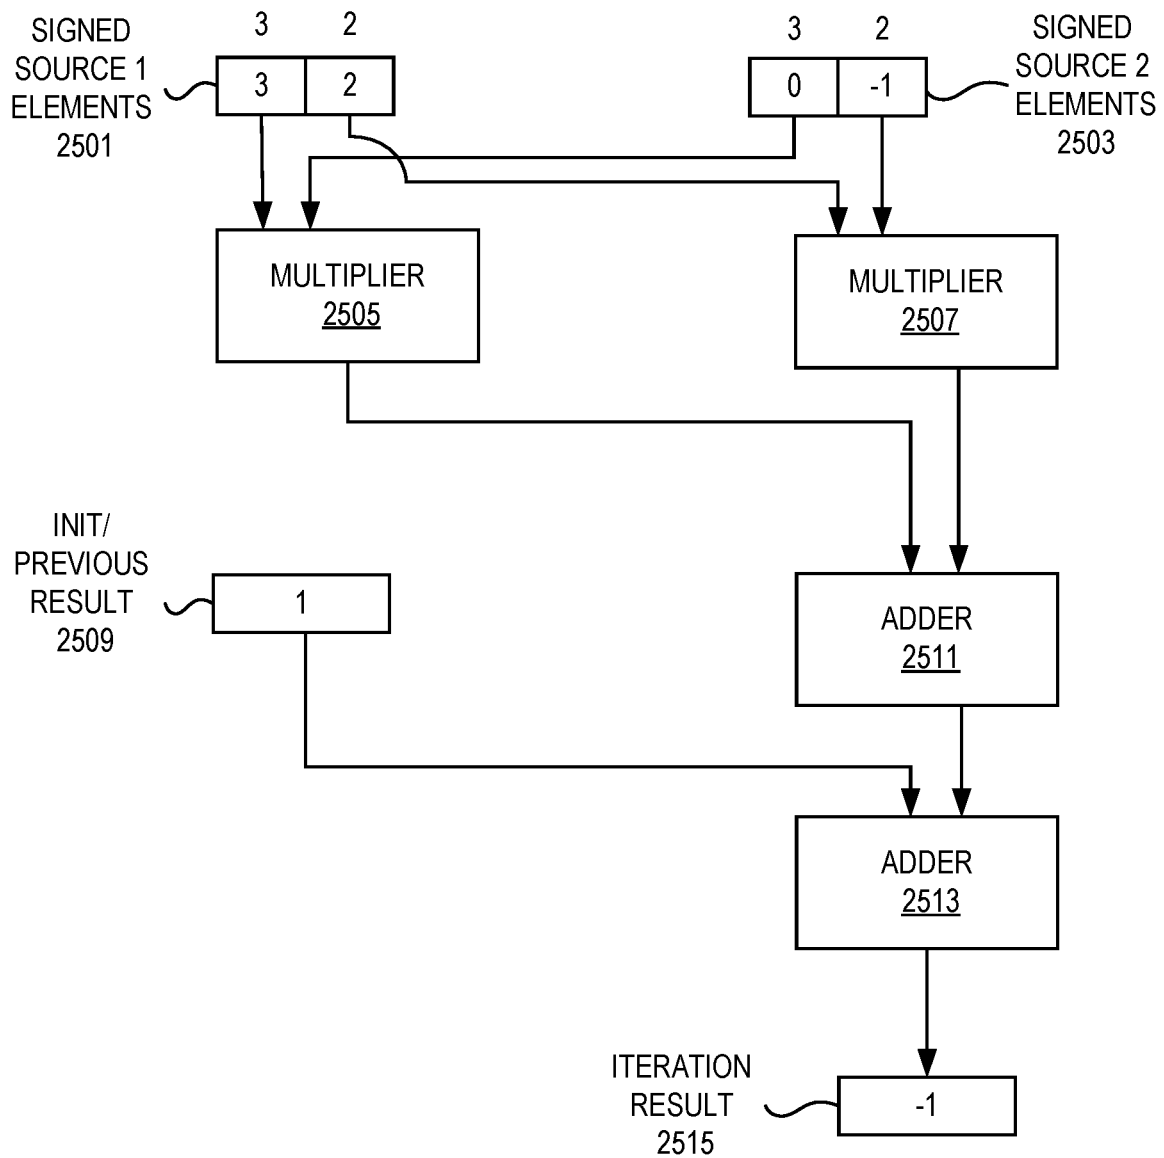 SIGNED
SOURCE 1
ELEMENTS
2501
3 2
3 2
3 2
0 -1
SIGNED
SOURCE 2
ELEMENTS
2503
MULTIPLIER
2505
MULTIPLIER
2507
INIT/
PREVIOUS
RESULT
2509
1
ADDER
2511
ADDER
2513
ITERATION
RESULT
2515
-1